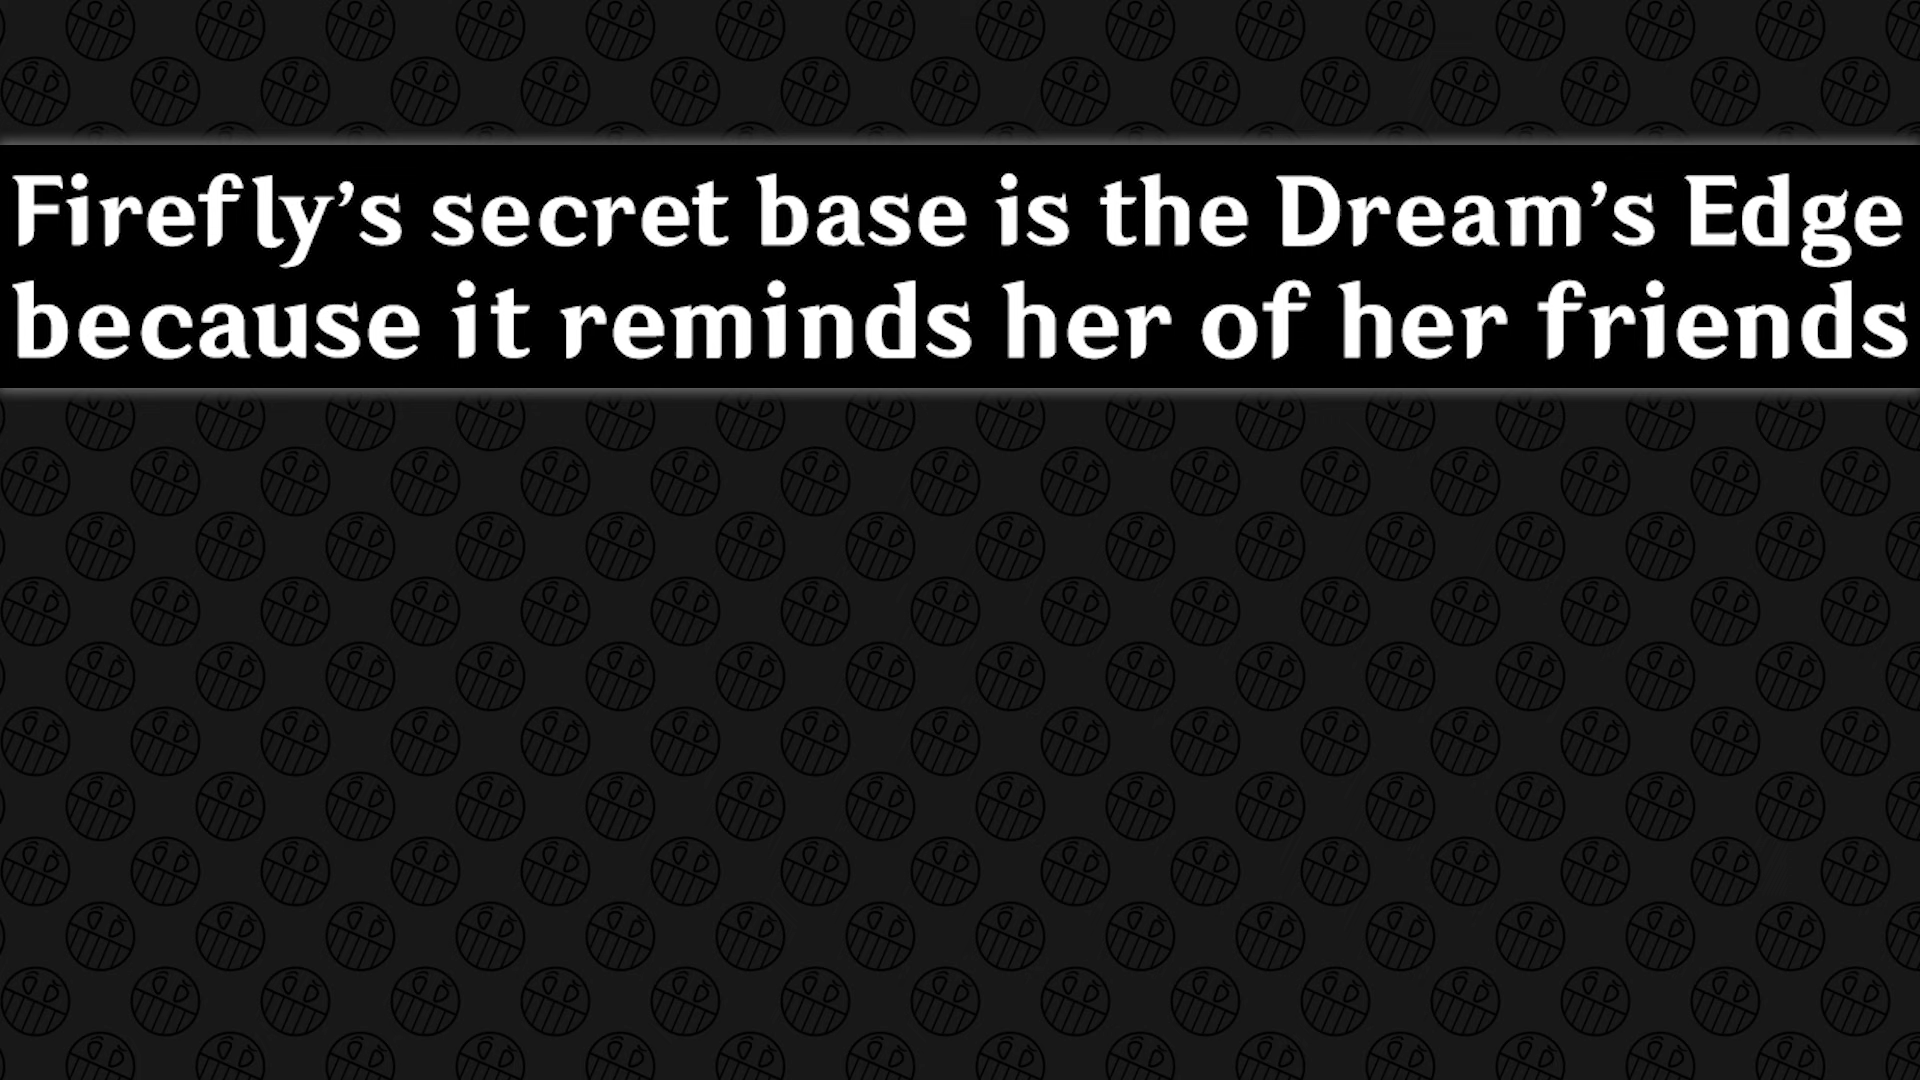 Firefly’s secret base is the Dream’s Edge
because it reminds her of her friends